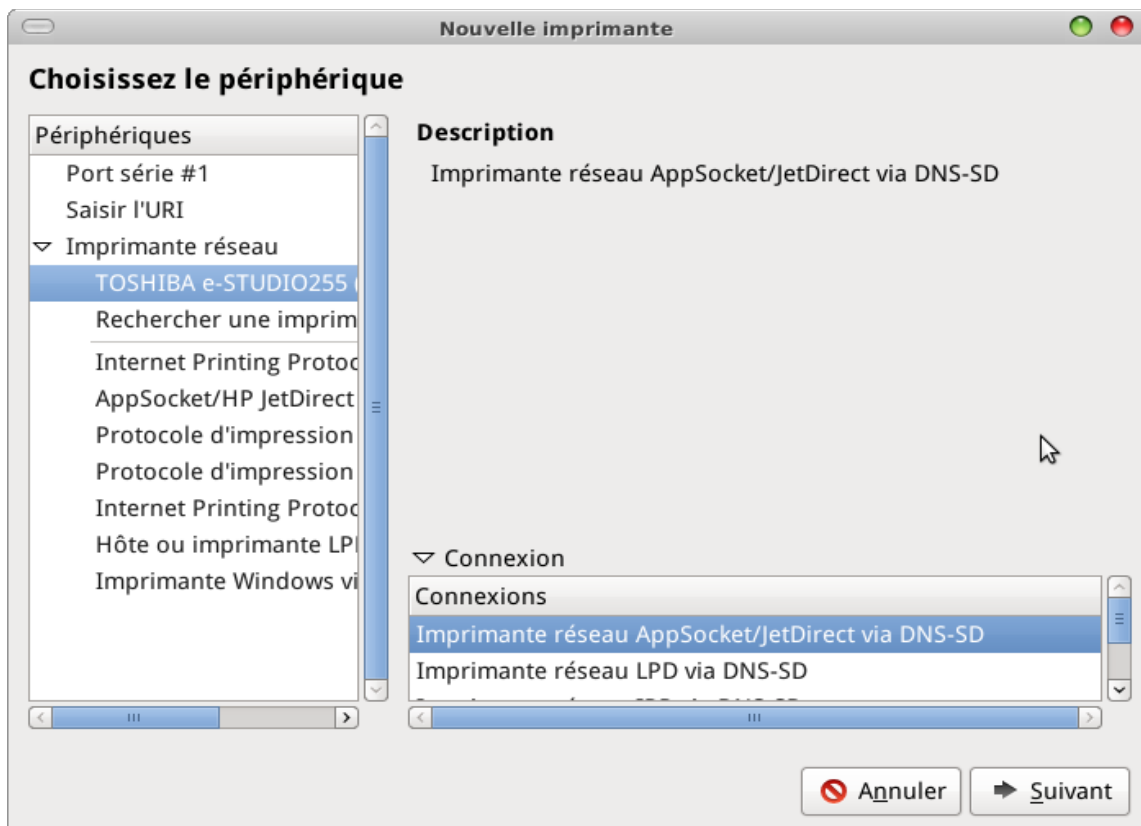 Nouvelle imprimante
Choisissez le périphérique
Périphériques
Port série #1
Saisir l'URI
Imprimante réseau
TOSHIBA e-STUDIO255 (
Rechercher une imprim
Internet Printing Protoc
AppSocket/HP JetDirect
Protocole d'impression
Protocole d'impression
Internet Printing Protoc
Hôte ou imprimante LP
Imprimante Windows vi
Description
Imprimante réseau AppSocket/JetDirect via DNS-SD
Connexion
Connexions
Imprimante réseau AppSocket/JetDirect via DNS-SD
Imprimante réseau LPD via DNS-SD
Annuler
Suivant